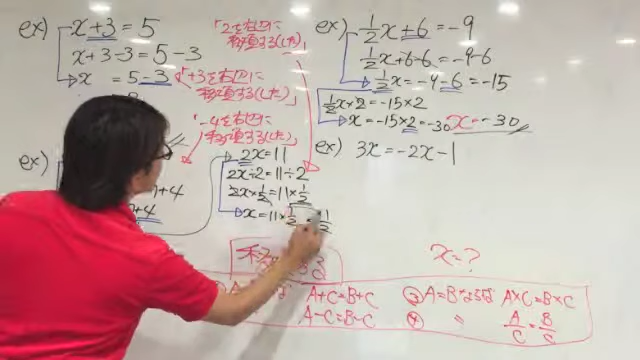 ex) x+3=5
x+3-3=5-3
x =5-3
「+3を右辺に
移項する(した)」
「2を右辺に
移項する(した)」
「-4を右辺に
移項する(した)」
ex)
+4
+4
2x=11
2x÷2=11÷2
2x×1/2=11×1/2
x=11×1/2 = 11/2
ex) 1/2x+6=-9
1/2x+6-6=-9-6
1/2x=-9-6=-15
1/2x×2=-15×2
x=-15×2=-30 x=-30
ex) 3x=-2x-1
x=?
A+C=B+C
A-C=B-C
③A=Bならば A×C=B×C
④ 〃 A/C=B/C